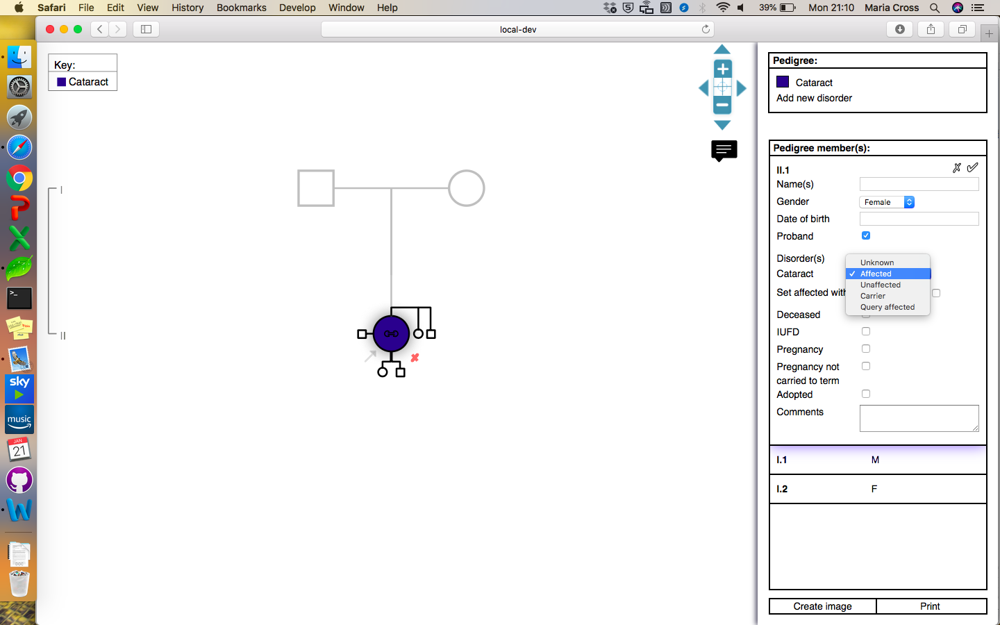 Safari File Edit View History Bookmarks Develop Window Help 39% Mon 21:10 Maria Cross
local-dev
Key:
Cataract
I
II
Pedigree:
Cataract
Add new disorder
Pedigree member(s):
II.1
Name(s)
Gender Female
Date of birth
Proband
Disorder(s)
Cataract
Unknown
✓ Affected
Unaffected
Carrier
Query affected
Set affected with
Deceased
IUFD
Pregnancy
Pregnancy not
carried to term
Adopted
Comments
I.1 M
I.2 F
Create image Print
sky
music
JAN
21